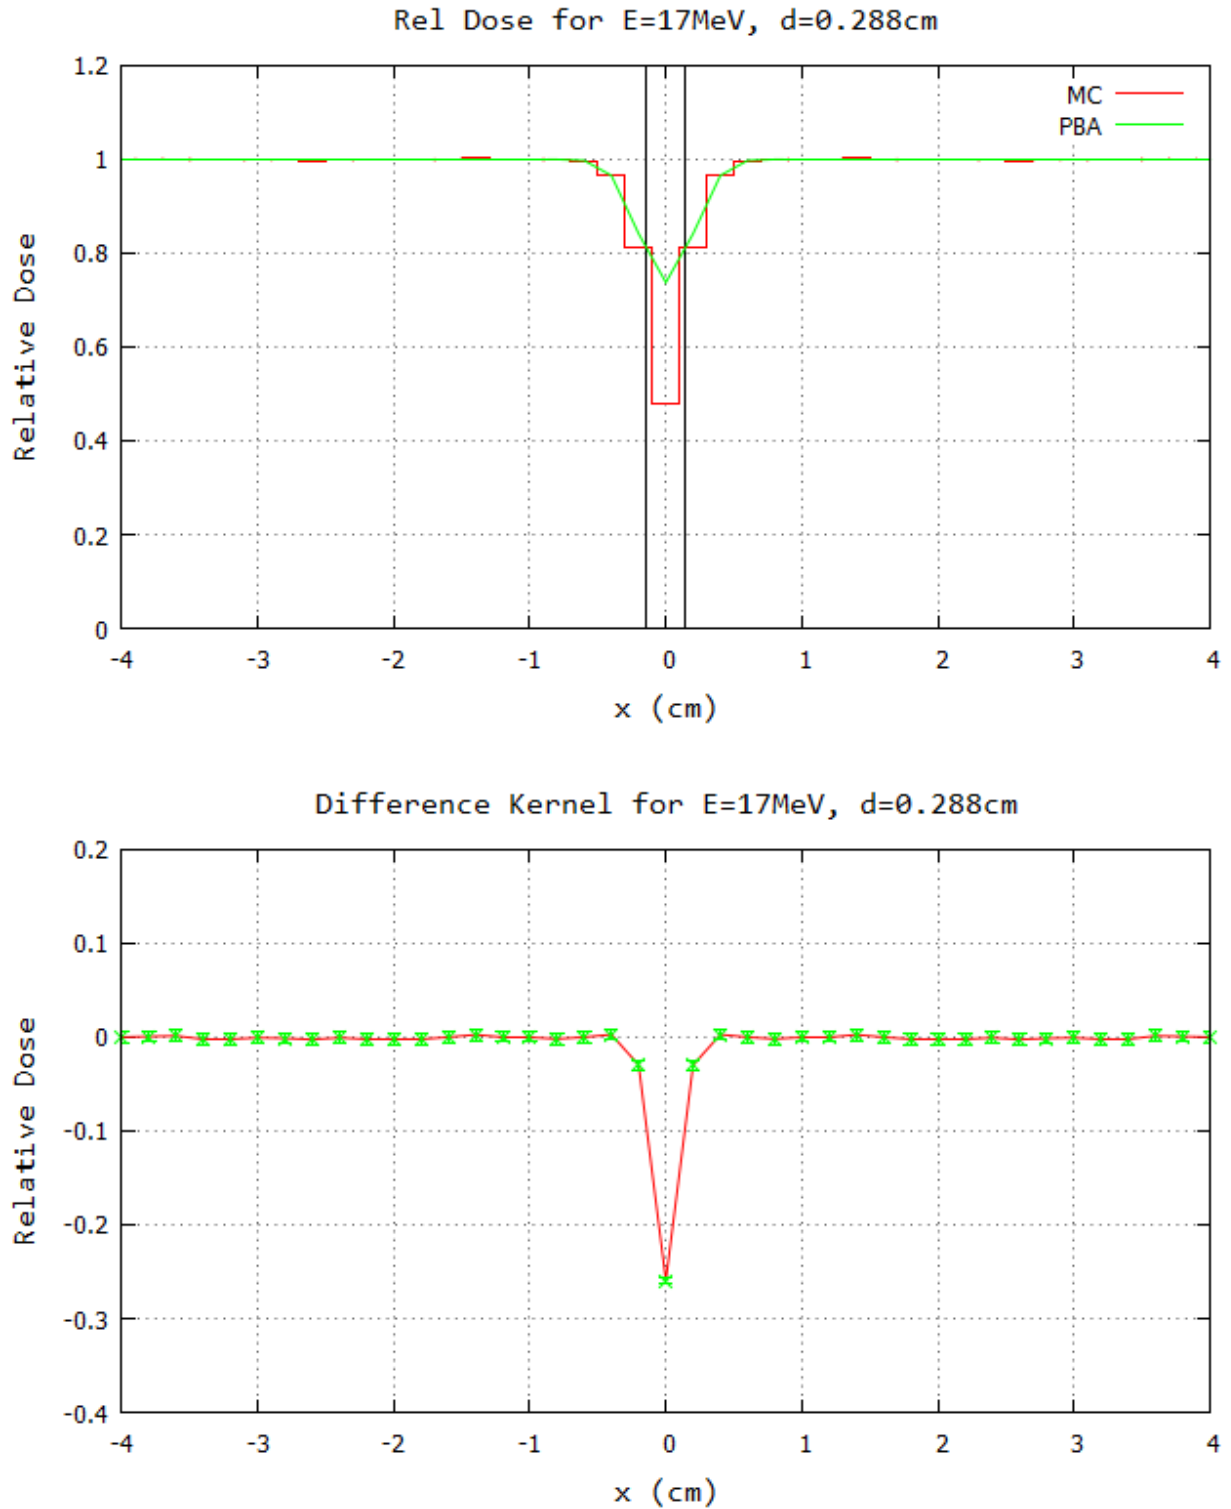 Rel Dose for E=17MeV, d=0.288cm
1.2
1
0.8
0.6
0.4
0.2
0
Relative Dose
MC
PBA
-4 -3 -2 -1 0 1 2 3 4
x (cm)
Difference Kernel for E=17MeV, d=0.288cm
0.2
0.1
0
-0.1
-0.2
-0.3
-0.4
Relative Dose
-4 -3 -2 -1 0 1 2 3 4
x (cm)